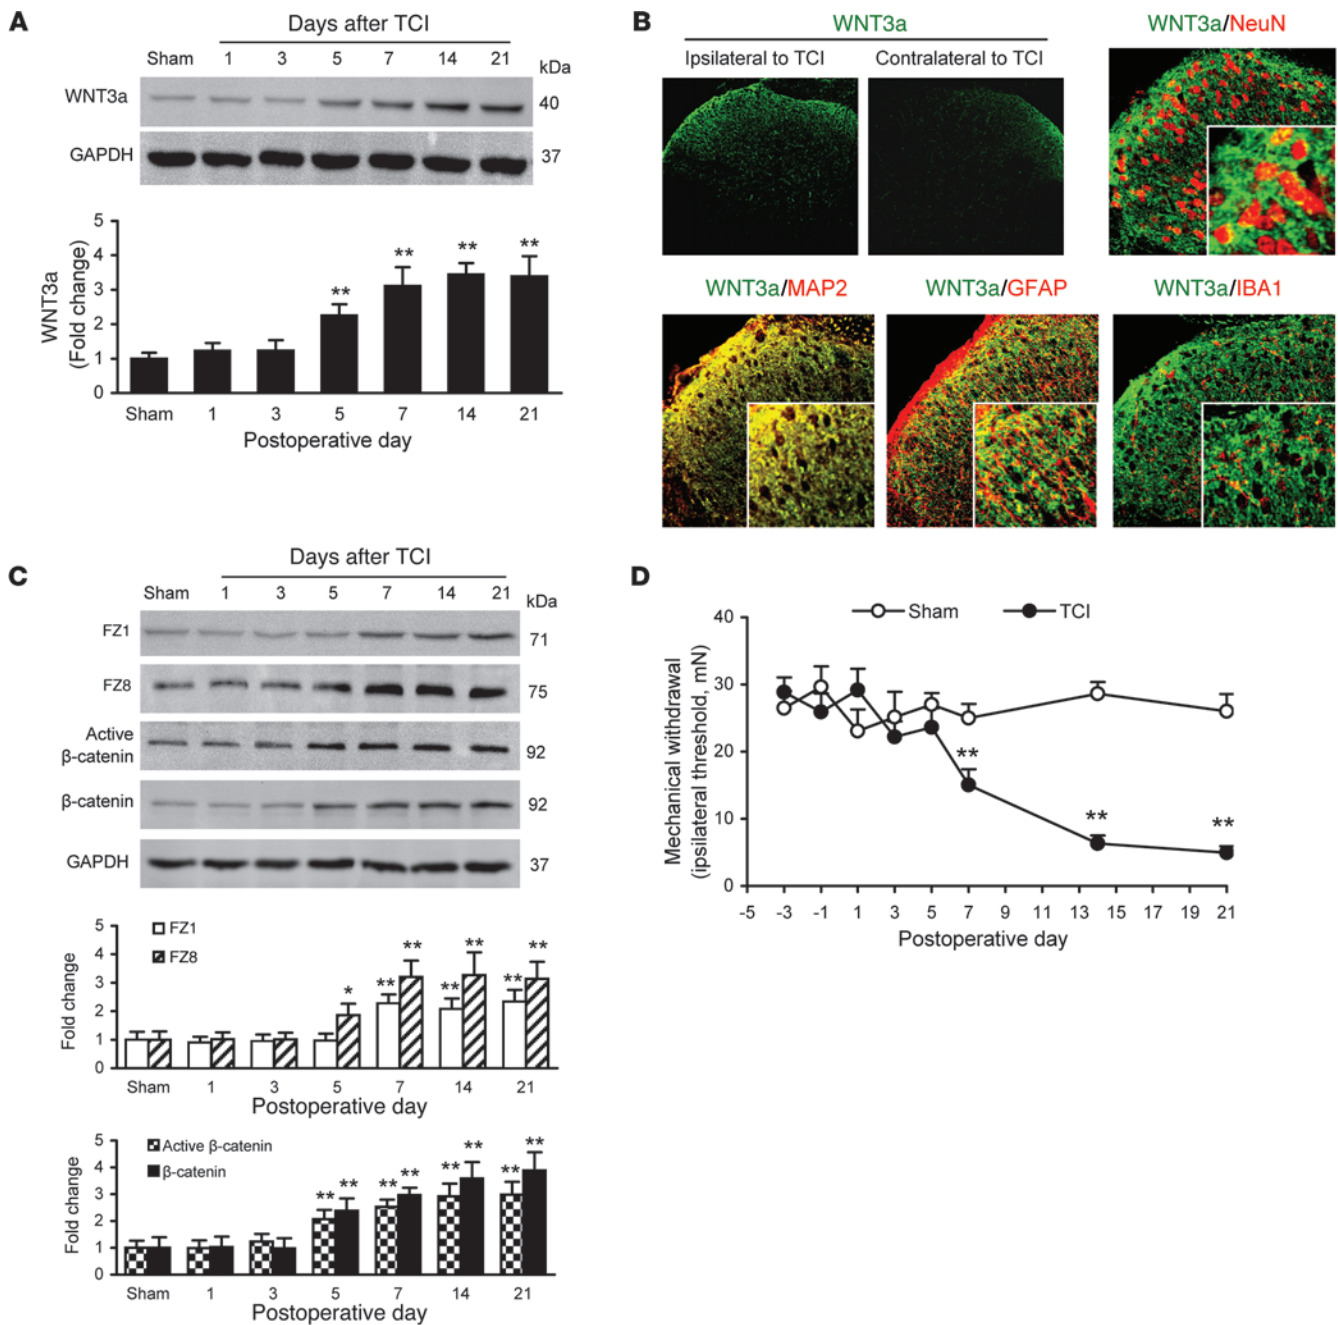 A
Days after TCI
Sham 1 3 5 7 14 21
kDa
WNT3a 40
GAPDH 37
WNT3a
(Fold change)
5
4
3
2
1
0
** ** ** **
Sham 1 3 5 7 14 21
Postoperative day
B
WNT3a
Ipsilateral to TCI Contralateral to TCI
WNT3a/NeuN
WNT3a/MAP2 WNT3a/GFAP WNT3a/IBA1
C
Days after TCI
Sham 1 3 5 7 14 21
kDa
FZ1 71
FZ8 75
Active
β-catenin 92
β-catenin 92
GAPDH 37
Fold change
5
4
3
2
1
0
FZ1
FZ8
* ** ** ** ** ** **
Sham 1 3 5 7 14 21
Postoperative day
Fold change
5
4
3
2
1
0
Active β-catenin
β-catenin
** ** ** ** ** ** ** **
Sham 1 3 5 7 14 21
Postoperative day
D
Sham TCI
Mechanical withdrawal
(ipsilateral threshold, mN)
40
30
20
10
0
** ** **
-5 -3 -1 1 3 5 7 9 11 13 15 17 19 21
Postoperative day